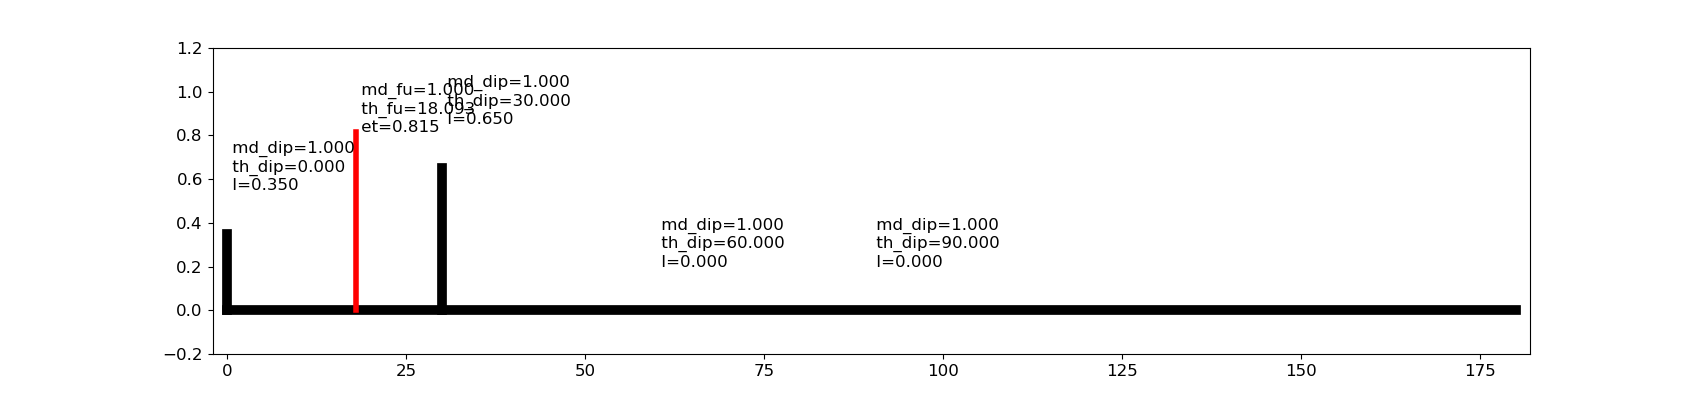 1.2
1.0
0.8
0.6
0.4
0.2
0.0
−0.2
md_dip=1.000
th_dip=0.000
I=0.350
md_fu=1.000
th_fu=18.093
et=0.815
md_dip=1.000
th_dip=30.000
I=0.650
md_dip=1.000
th_dip=60.000
I=0.000
md_dip=1.000
th_dip=90.000
I=0.000
0 25 50 75 100 125 150 175